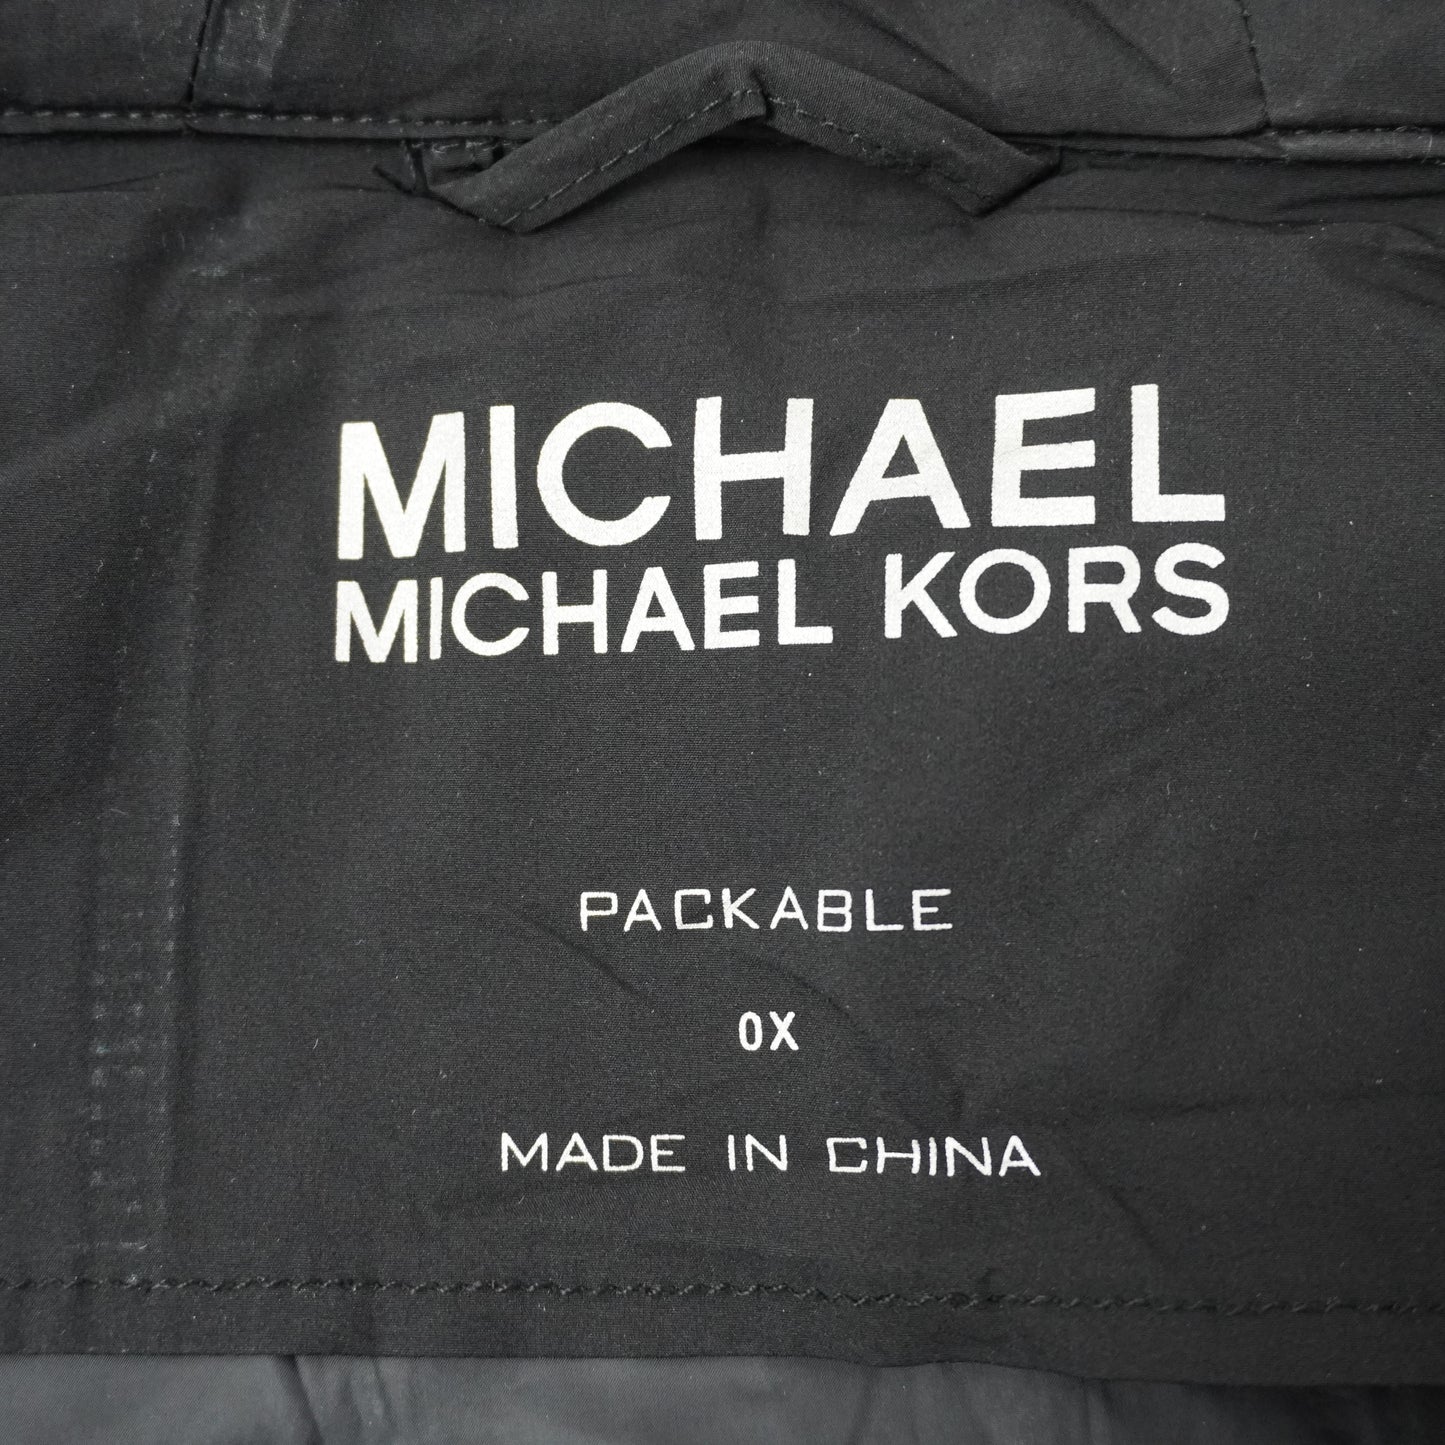 MICHAEL
MICHAEL KORS
PACKABLE
0X
MADE IN CHINA